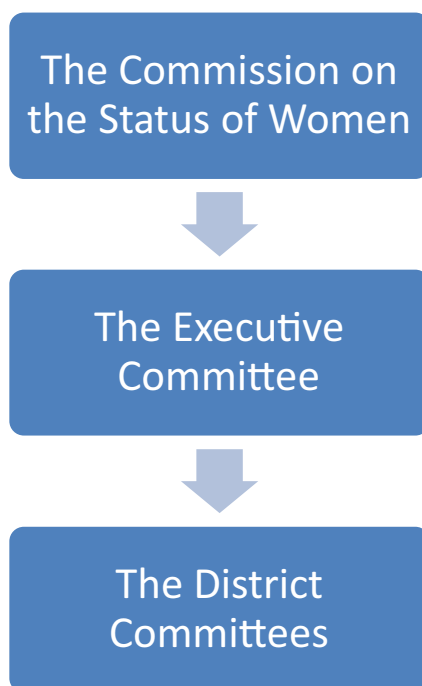 The Commission on
the Status of Women
The Executive
Committee
The District
Committees